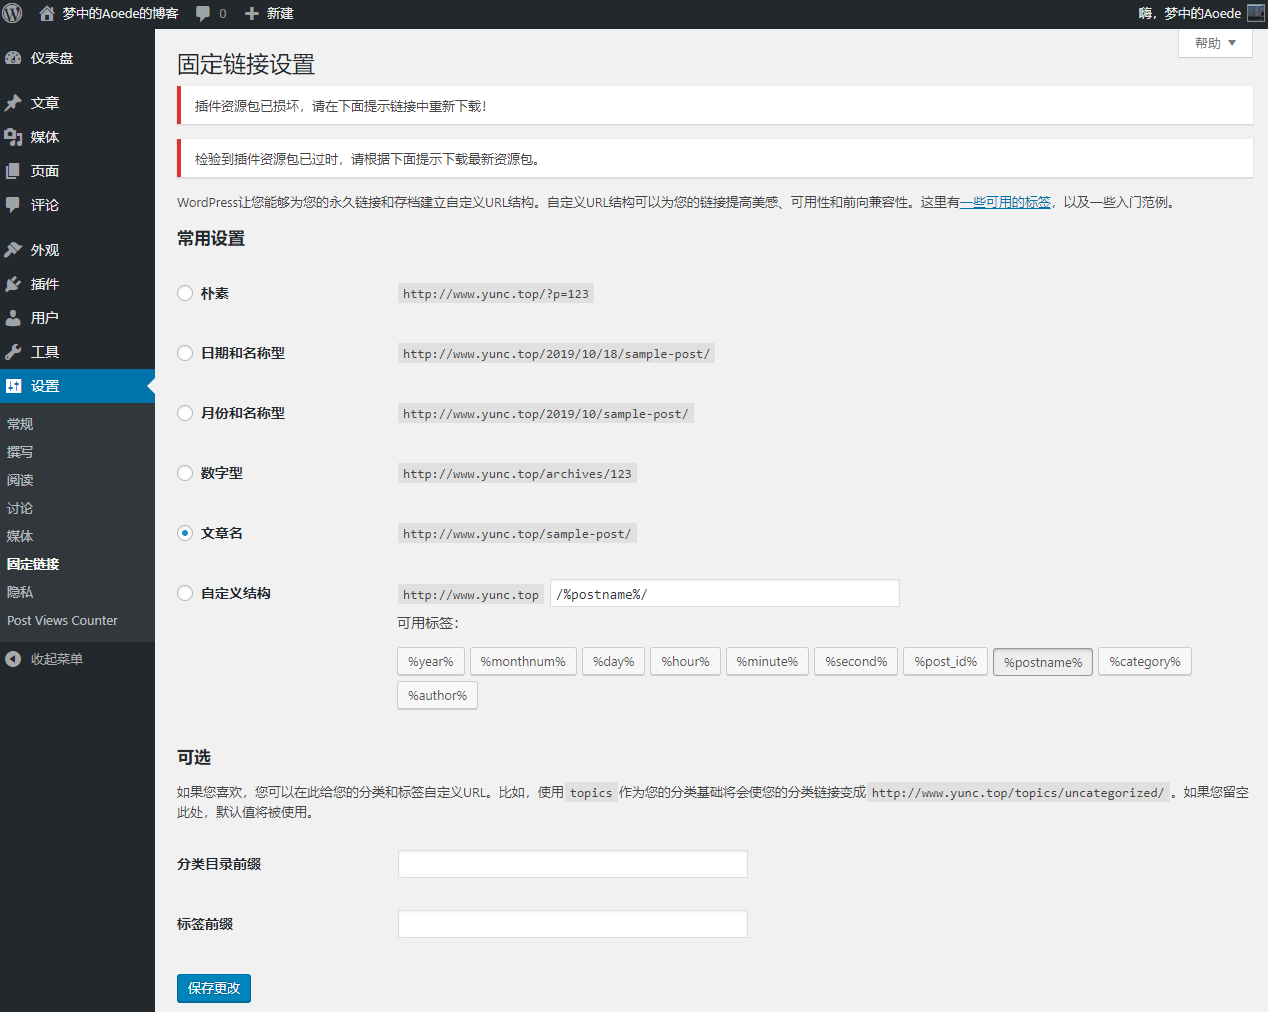 梦中的Aoede的博客 0 新建 嗨，梦中的Aoede
帮助
仪表盘
文章
媒体
页面
评论
外观
插件
用户
工具
设置
常规
撰写
阅读
讨论
媒体
固定链接
隐私
Post Views Counter
收起菜单
固定链接设置
插件资源包已损坏，请在下面提示链接中重新下载！
检验到插件资源包已过时，请根据下面提示下载最新资源包。
WordPress让您能够为您的永久链接和存档建立自定义URL结构。自定义URL结构可以为您的链接提高美感、可用性和前向兼容性。这里有一些可用的标签，以及一些入门范例。
常用设置
朴素 http://www.yunc.top/?p=123
日期和名称型 http://www.yunc.top/2019/10/18/sample-post/
月份和名称型 http://www.yunc.top/2019/10/sample-post/
数字型 http://www.yunc.top/archives/123
文章名 http://www.yunc.top/sample-post/
自定义结构 http://www.yunc.top /%postname%/
可用标签：
%year% %monthnum% %day% %hour% %minute% %second% %post_id% %postname% %category%
%author%
可选
如果您喜欢，您可以在此给您的分类和标签自定义URL。比如，使用 topics 作为您的分类基础将会使您的分类链接变成 http://www.yunc.top/topics/uncategorized/ 。如果您留空
此处，默认值将被使用。
分类目录前缀
标签前缀
保存更改